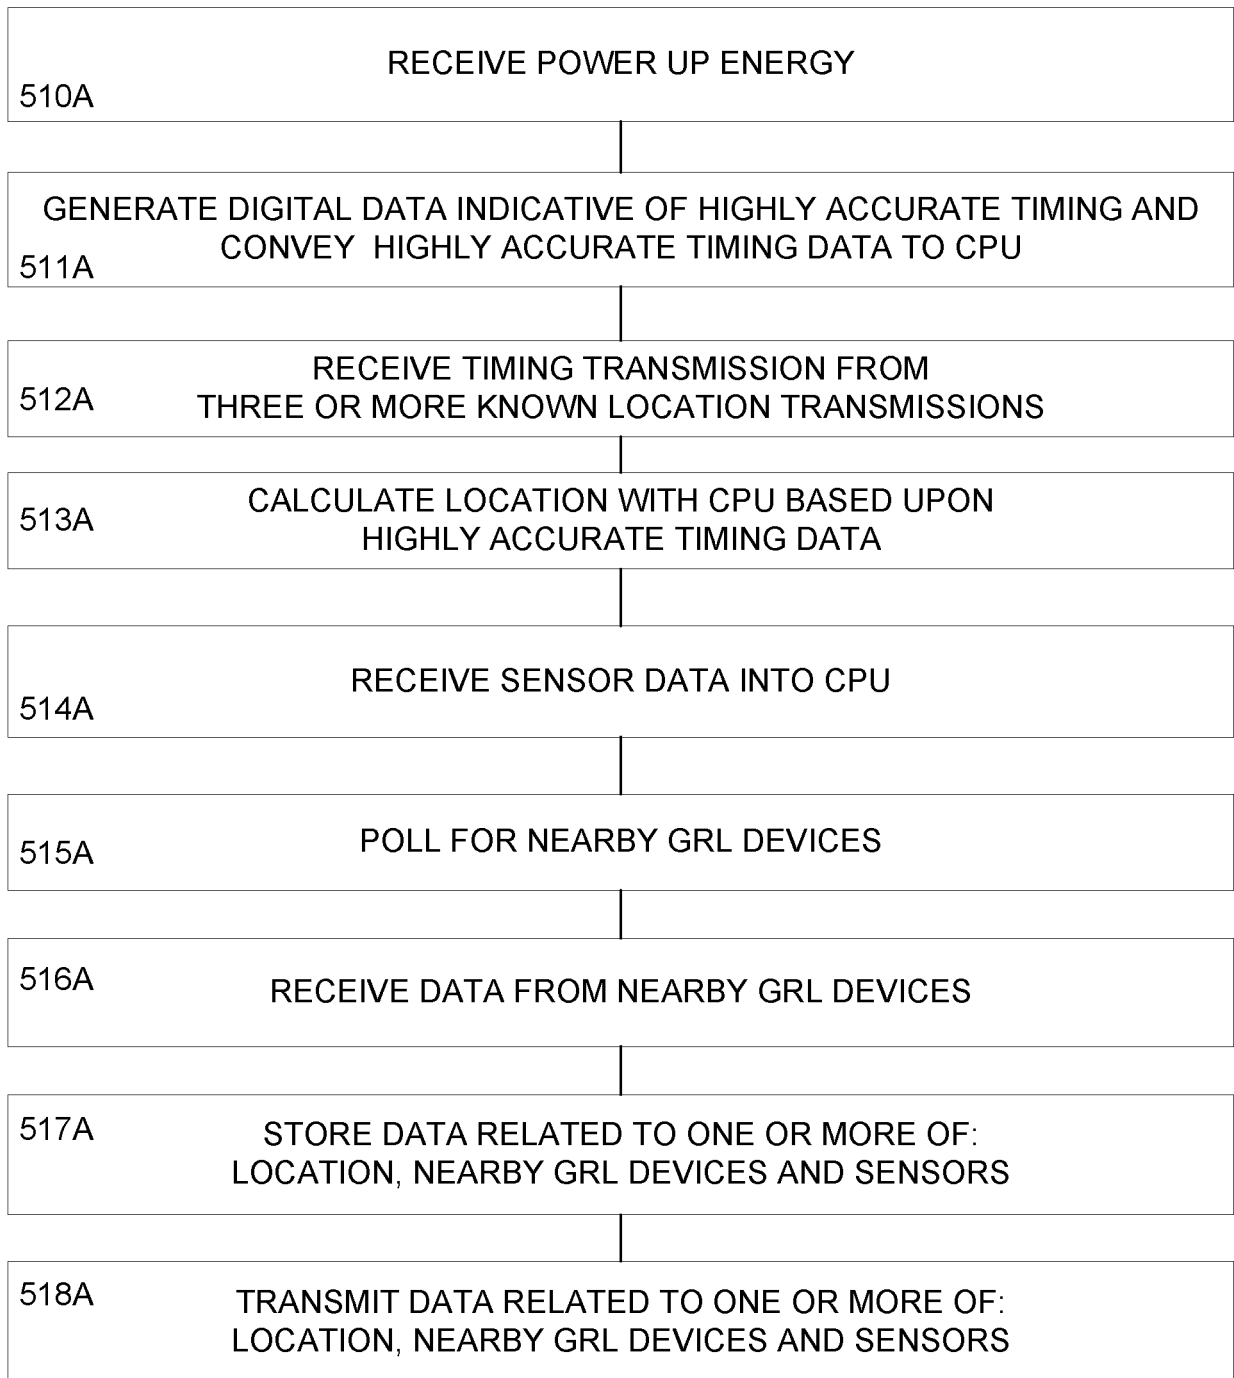 RECEIVE POWER UP ENERGY
510A
GENERATE DIGITAL DATA INDICATIVE OF HIGHLY ACCURATE TIMING AND
CONVEY HIGHLY ACCURATE TIMING DATA TO CPU
511A
RECEIVE TIMING TRANSMISSION FROM
512A
THREE OR MORE KNOWN LOCATION TRANSMISSIONS
CALCULATE LOCATION WITH CPU BASED UPON
513A
HIGHLY ACCURATE TIMING DATA
RECEIVE SENSOR DATA INTO CPU
514A
POLL FOR NEARBY GRL DEVICES
515A
516A
RECEIVE DATA FROM NEARBY GRL DEVICES
517A
STORE DATA RELATED TO ONE OR MORE OF:
LOCATION, NEARBY GRL DEVICES AND SENSORS
518A
TRANSMIT DATA RELATED TO ONE OR MORE OF:
LOCATION, NEARBY GRL DEVICES AND SENSORS